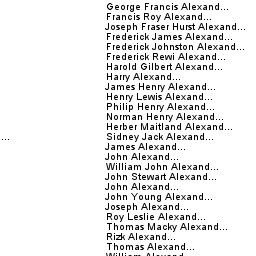 George Francis Alexand...
Francis Roy Alexand...
Joseph Fraser Hurst Alexand...
Frederick James Alexand...
Frederick Johnston Alexand...
Frederick Rewi Alexand...
Harold Gilbert Alexand...
Harry Alexand...
James Henry Alexand...
Henry Lewis Alexand...
Philip Henry Alexand...
Norman Henry Alexand...
Herber Maitland Alexand...
... Sidney Jack Alexand...
James Alexand...
John Alexand...
William John Alexand...
John Stewart Alexand...
John Alexand...
John Young Alexand...
Joseph Alexand...
Roy Leslie Alexand...
Thomas Macky Alexand...
Rizk Alexand...
Thomas Alexand...
William Alexand...